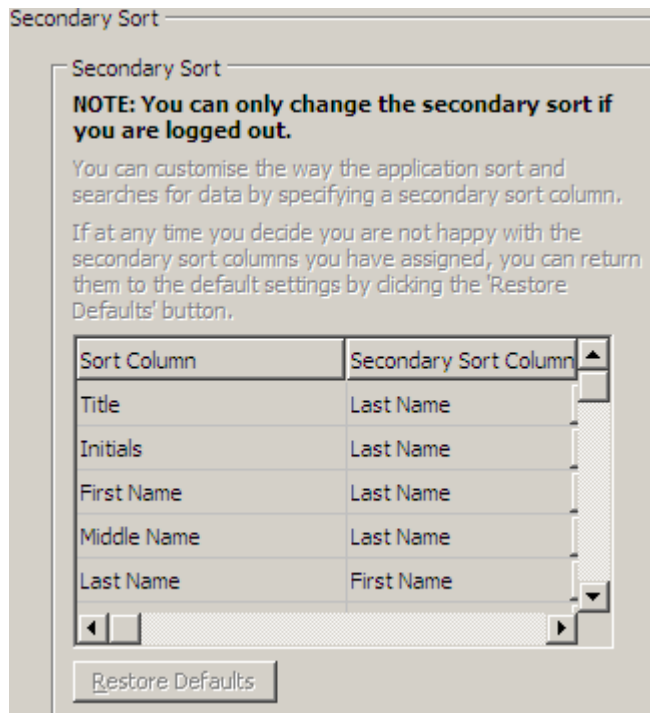 Secondary Sort
Secondary Sort
NOTE: You can only change the secondary sort if
you are logged out.
You can customise the way the application sort and
searches for data by specifying a secondary sort column.
If at any time you decide you are not happy with the
secondary sort columns you have assigned, you can return
them to the default settings by clicking the 'Restore
Defaults' button.
Sort Column Secondary Sort Column
Title Last Name
Initials Last Name
First Name Last Name
Middle Name Last Name
Last Name First Name
Restore Defaults